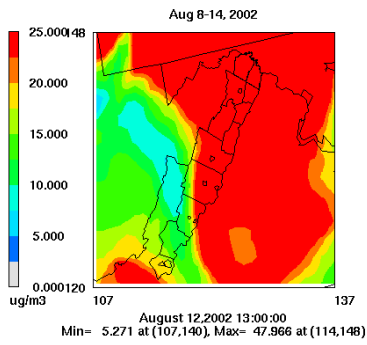 Aug 8-14, 2002
25.000
148
20.000
15.000
10.000
5.000
0.000
120
ug/m3
107
137
August 12,2002 13:00:00
Min= 5.271 at (107,140), Max= 47.966 at (114,148)